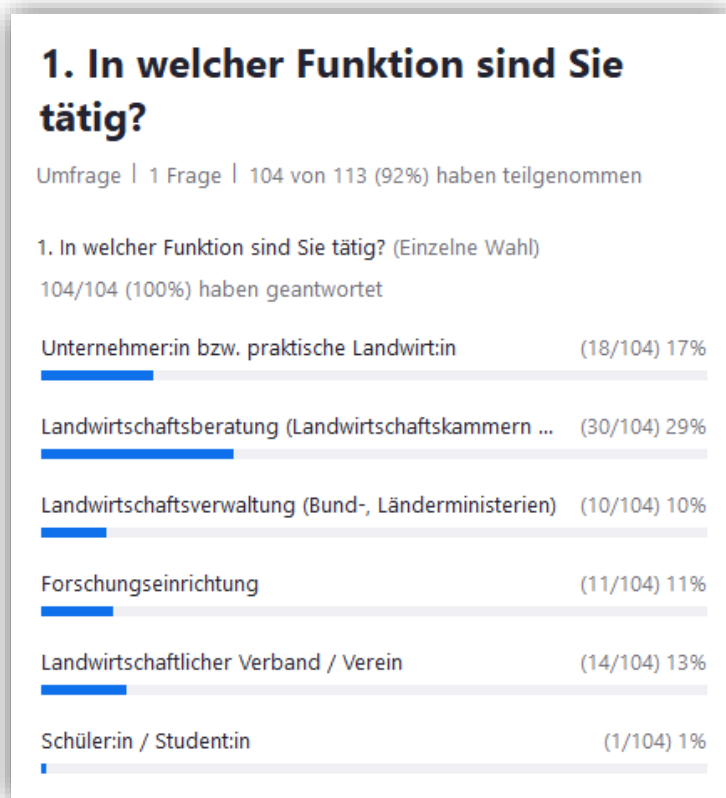 1. In welcher Funktion sind Sie
tätig?
Umfrage | 1 Frage | 104 von 113 (92%) haben teilgenommen
1. In welcher Funktion sind Sie tätig? (Einzelne Wahl)
104/104 (100%) haben geantwortet
Unternehmer:in bzw. praktische Landwirt:in (18/104) 17%
Landwirtschaftsberatung (Landwirtschaftskammern ... (30/104) 29%
Landwirtschaftsverwaltung (Bund-, Länderministerien) (10/104) 10%
Forschungseinrichtung (11/104) 11%
Landwirtschaftlicher Verband / Verein (14/104) 13%
Schüler:in / Student:in (1/104) 1%